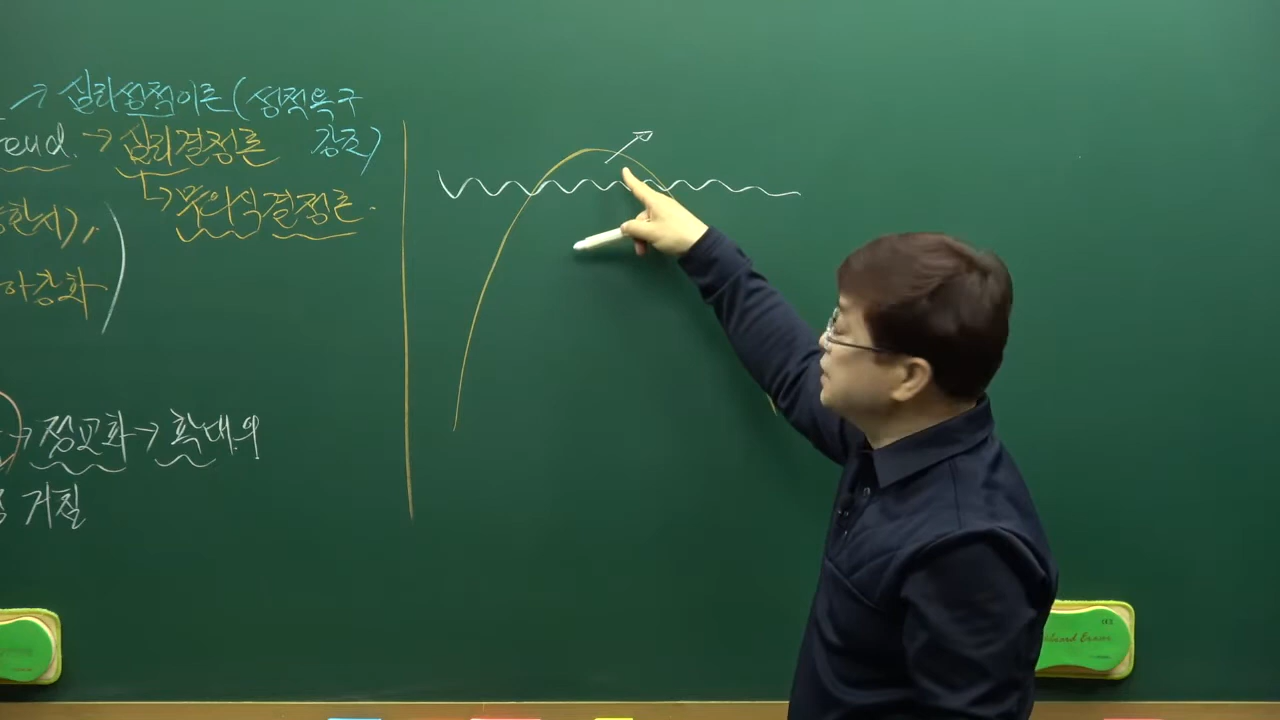 → 심리성적이론 (성적욕구
강조)
eud. → 심리결정론
↳ 무의식결정론.
→ 정교화 → 확대의
거칠